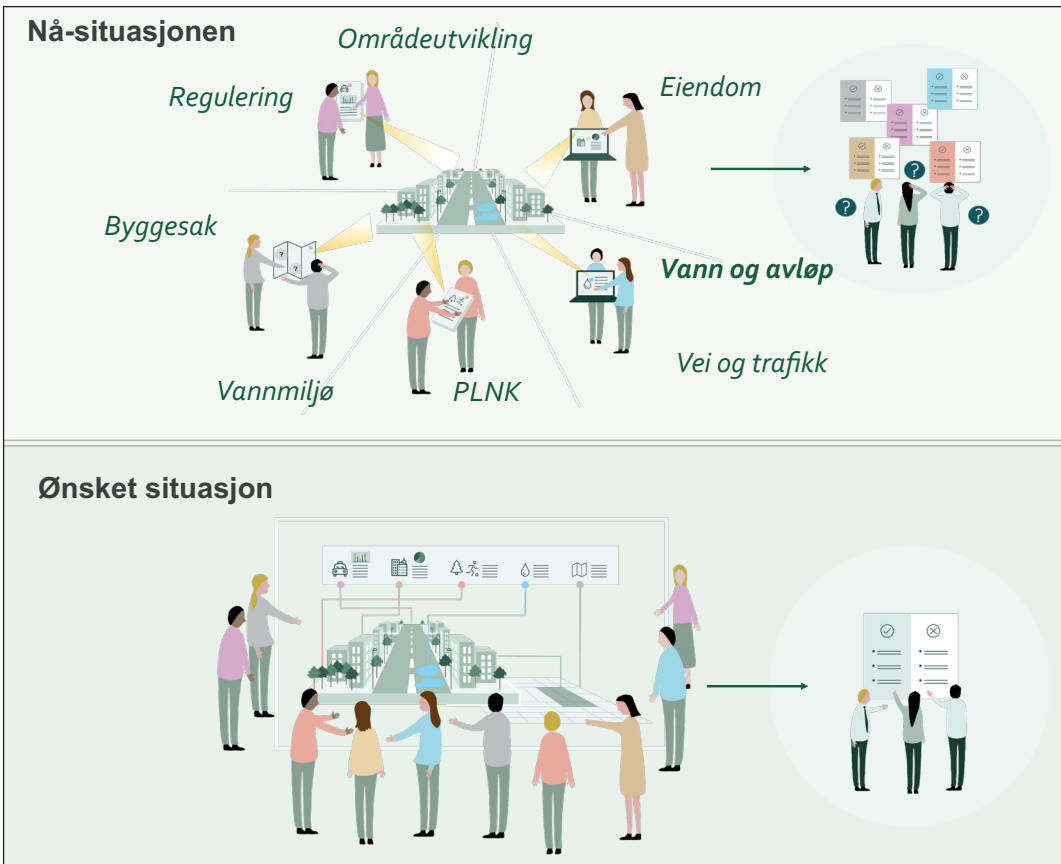 Nå-situasjonen
Områdeutvikling
Regulering
Eiendom
Byggesak
Vann og avløp
Vannmiljø
PLNK
Vei og trafikk
?
?
?
?
?
Ønsket situasjon